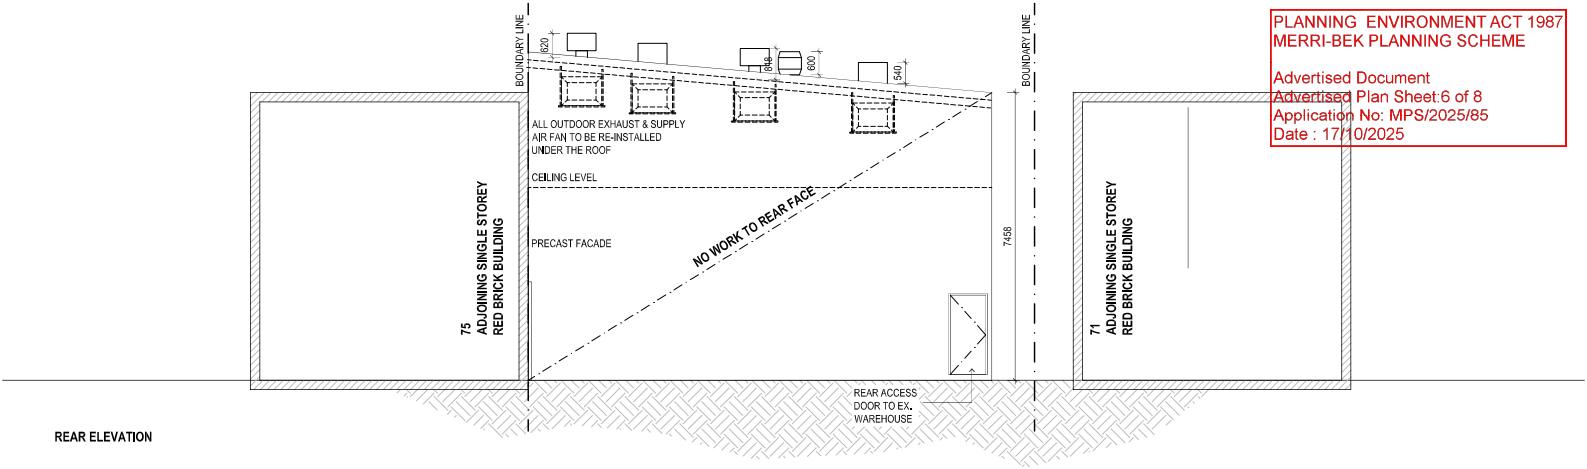 PLANNING ENVIRONMENT ACT 1987
MERRI-BEK PLANNING SCHEME
Advertised Document
Advertised Plan Sheet:6 of 8
Application No: MPS/2025/85
Date : 17/10/2025
BOUNDARY LINE
620
848
600
540
BOUNDARY LINE
ALL OUTDOOR EXHAUST & SUPPLY
AIR FAN TO BE RE-INSTALLED
UNDER THE ROOF
CEILING LEVEL
PRECAST FACADE
NO WORK TO REAR FACE
7458
75
ADJOINING SINGLE STOREY
RED BRICK BUILDING
71
ADJOINING SINGLE STOREY
RED BRICK BUILDING
REAR ACCESS
DOOR TO EX.
WAREHOUSE
REAR ELEVATION